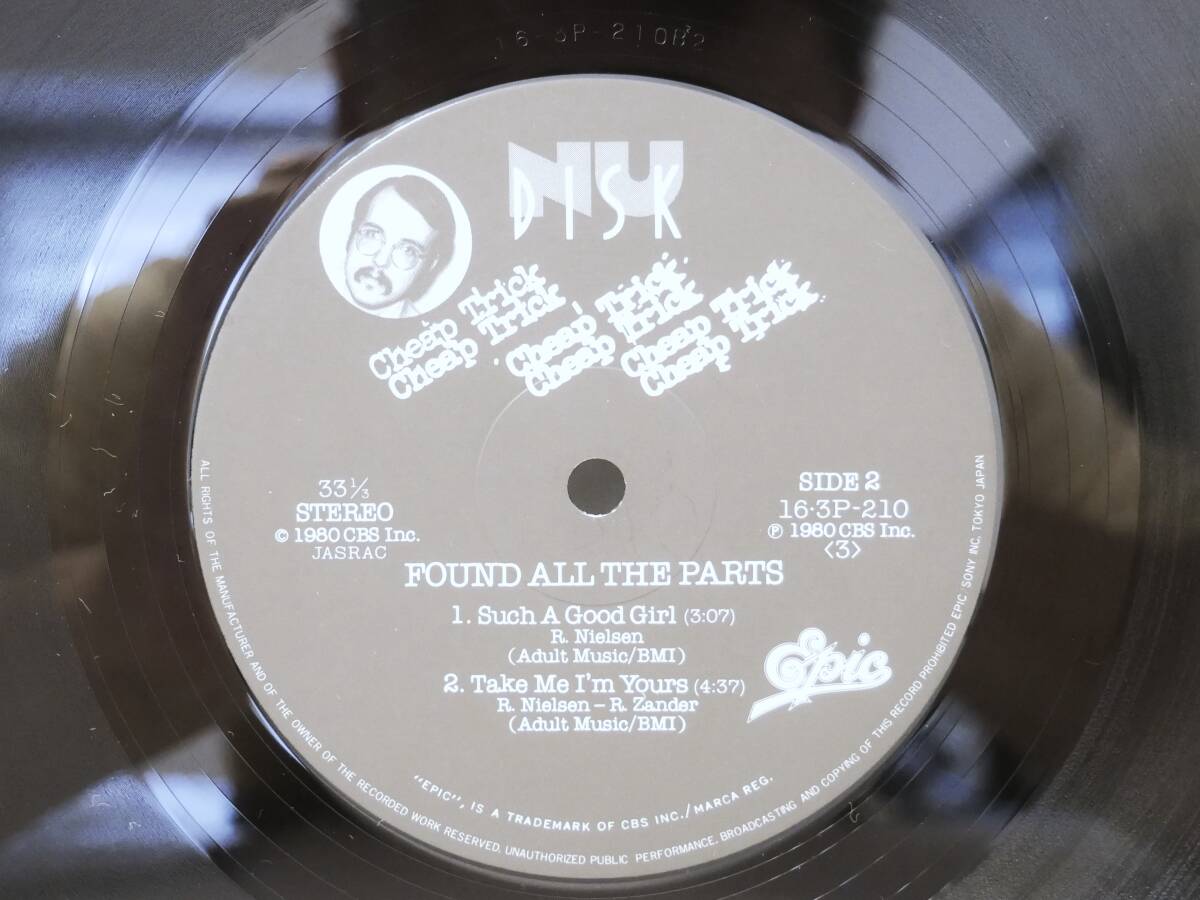 16-3P-210B2
NU
DISK
Cheap Trick Cheap Trick Cheap Trick
Cheap Trick Cheap Trick Cheap Trick
33⅓
STEREO
© 1980 CBS Inc.
JASRAC
SIDE 2
16·3P-210
℗ 1980 CBS Inc.
<3>
FOUND ALL THE PARTS
1. Such A Good Girl (3:07)
R. Nielsen
(Adult Music/BMI)
2. Take Me I'm Yours (4:37)
R. Nielsen – R. Zander
(Adult Music/BMI)
Epic
"EPIC", IS A TRADEMARK OF CBS INC./MARCA REG.
ALL RIGHTS OF THE MANUFACTURER AND OF THE OWNER OF THE RECORDED WORK RESERVED. UNAUTHORIZED PUBLIC PERFORMANCE, BROADCASTING AND COPYING OF THIS RECORD PROHIBITED EPIC SONY INC. TOKYO JAPAN